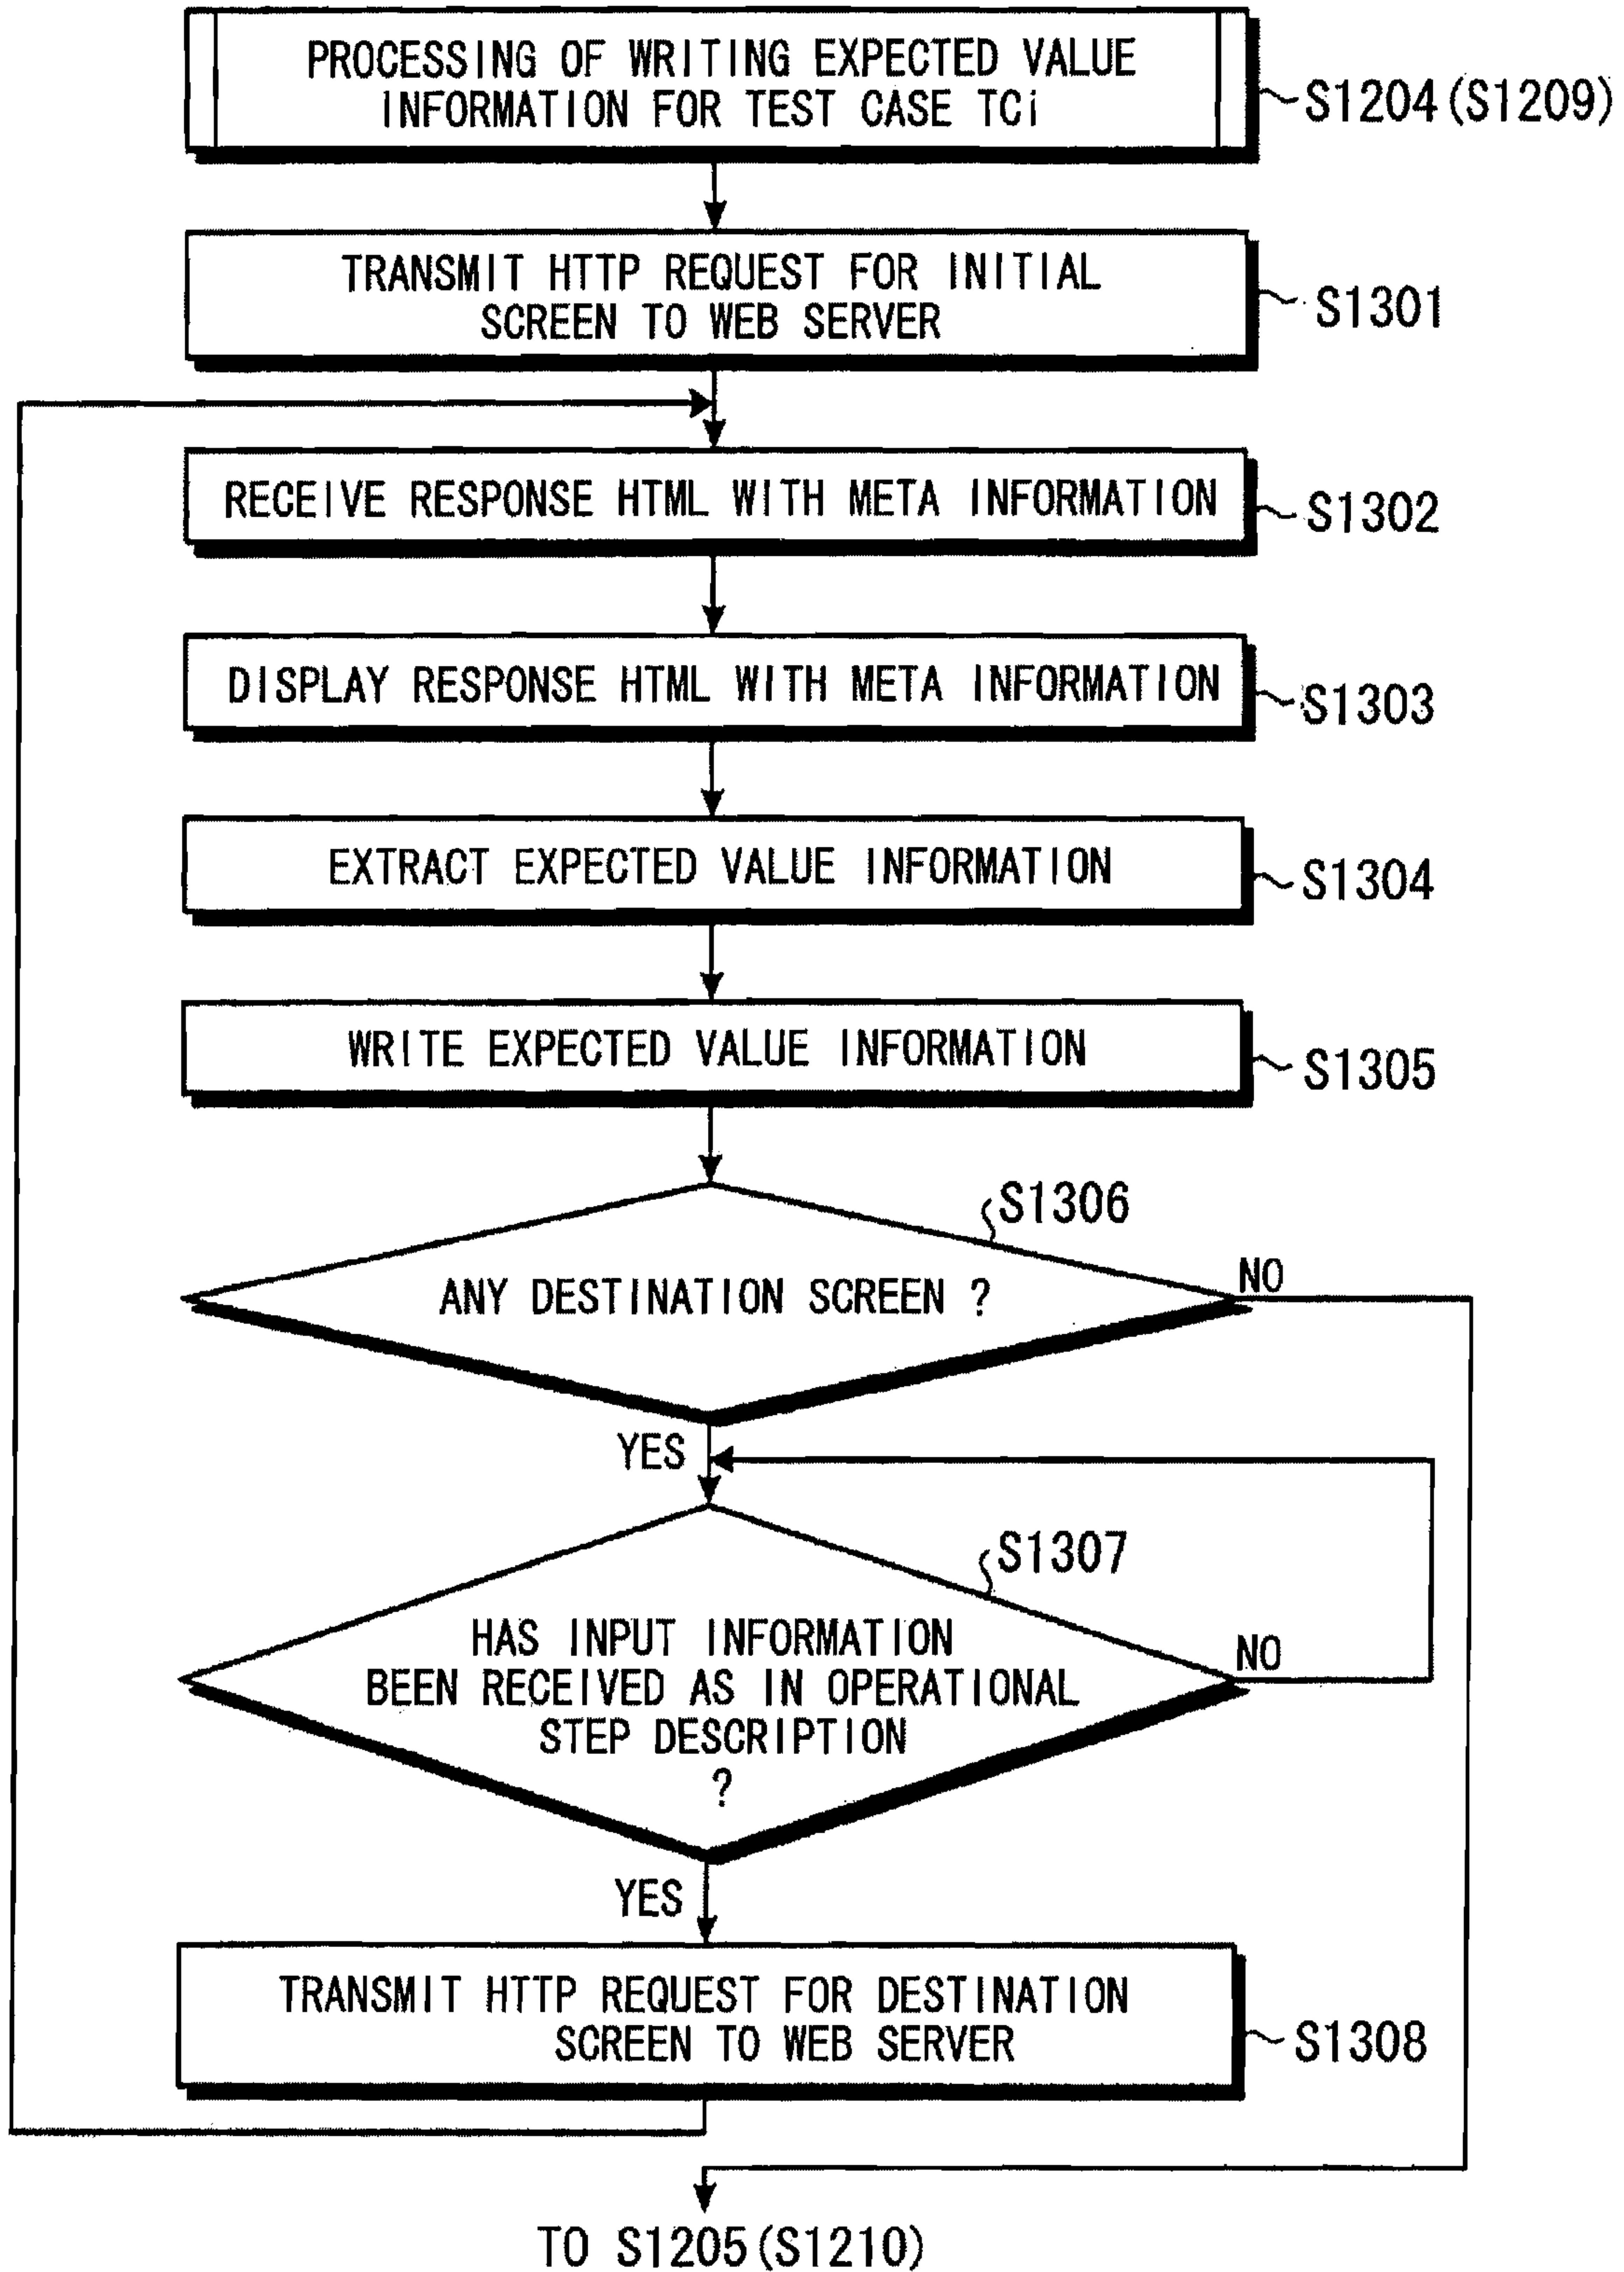 PROCESSING OF WRITING EXPECTED VALUE
INFORMATION FOR TEST CASE TCi
S1204(S1209)
TRANSMIT HTTP REQUEST FOR INITIAL
SCREEN TO WEB SERVER
S1301
RECEIVE RESPONSE HTML WITH META INFORMATION
S1302
DISPLAY RESPONSE HTML WITH META INFORMATION
S1303
EXTRACT EXPECTED VALUE INFORMATION
S1304
WRITE EXPECTED VALUE INFORMATION
S1305
S1306
NO
ANY DESTINATION SCREEN ?
YES
S1307
NO
HAS INPUT INFORMATION
BEEN RECEIVED AS IN OPERATIONAL
STEP DESCRIPTION
?
YES
TRANSMIT HTTP REQUEST FOR DESTINATION
SCREEN TO WEB SERVER
S1308
TO S1205(S1210)